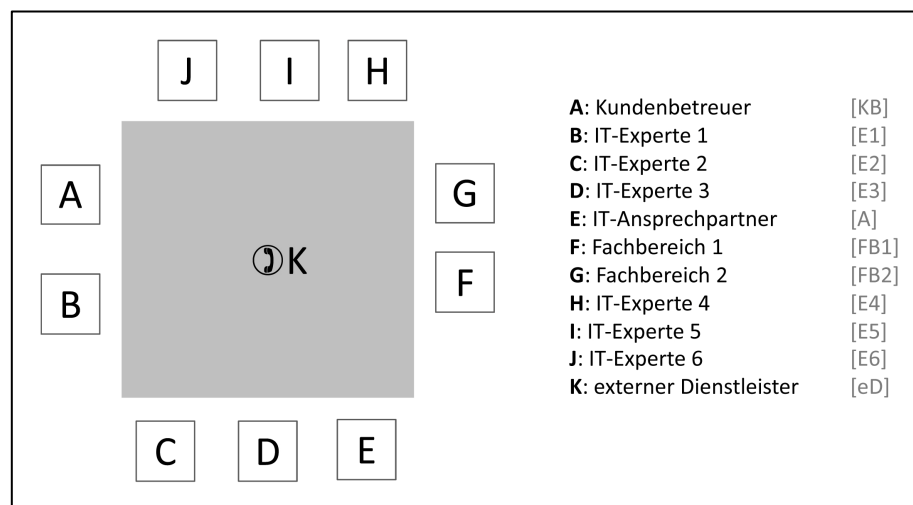 J I H
A
G
☎K
F
B
C D E
A: Kundenbetreuer [KB]
B: IT-Experte 1 [E1]
C: IT-Experte 2 [E2]
D: IT-Experte 3 [E3]
E: IT-Ansprechpartner [A]
F: Fachbereich 1 [FB1]
G: Fachbereich 2 [FB2]
H: IT-Experte 4 [E4]
I: IT-Experte 5 [E5]
J: IT-Experte 6 [E6]
K: externer Dienstleister [eD]